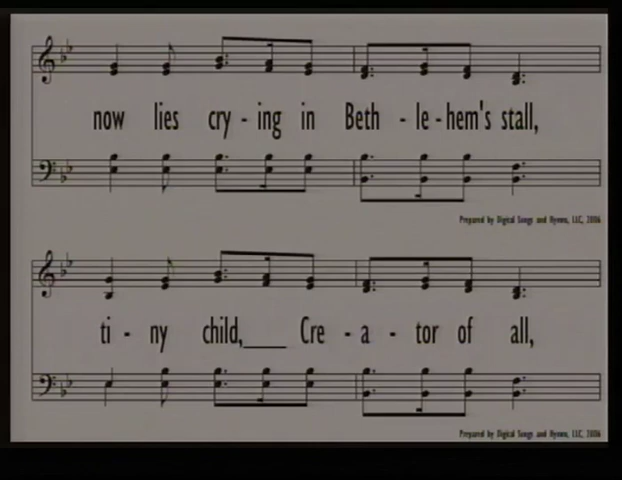 now lies cry - ing in Beth - le - hem's stall,
Prepared by Digital Songs and Hymns, LLC, 2006
ti - ny child,___ Cre - a - tor of all,
Prepared by Digital Songs and Hymns, LLC, 2006